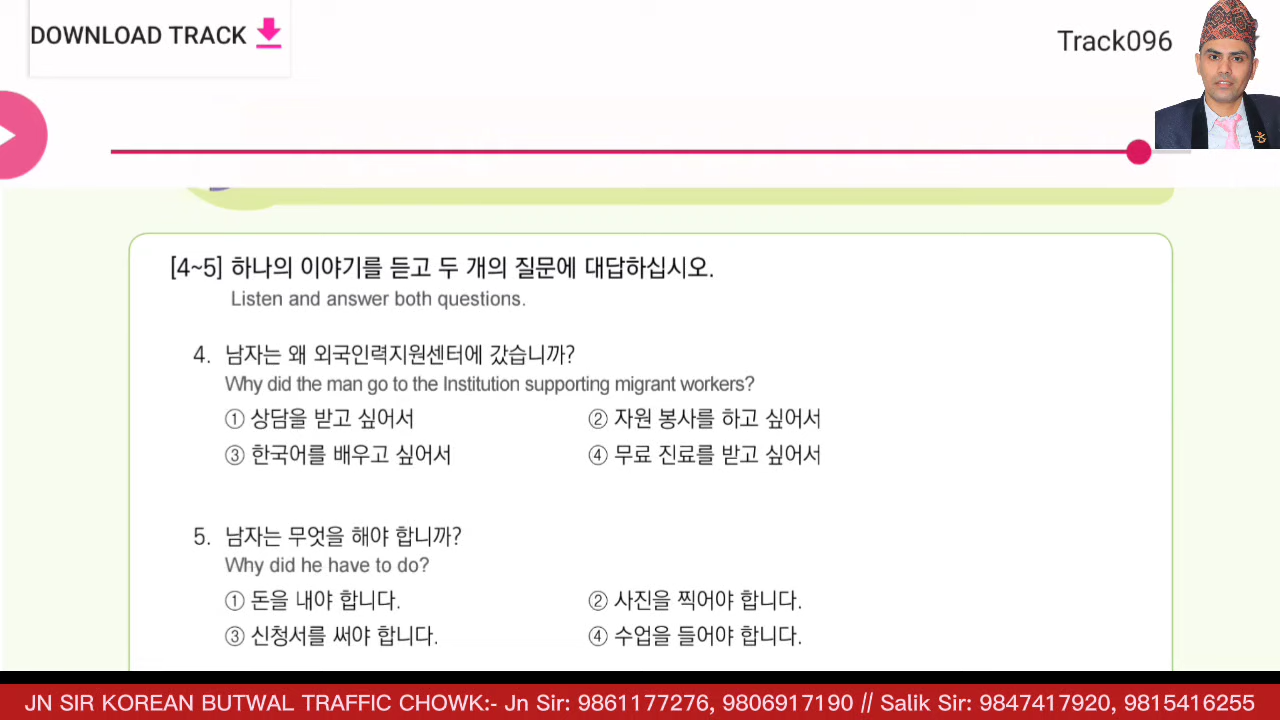 DOWNLOAD TRACK
Track096
[4~5] 하나의 이야기를 듣고 두 개의 질문에 대답하십시오.
Listen and answer both questions.
4. 남자는 왜 외국인력지원센터에 갔습니까?
Why did the man go to the Institution supporting migrant workers?
① 상담을 받고 싶어서 ② 자원 봉사를 하고 싶어서
③ 한국어를 배우고 싶어서 ④ 무료 진료를 받고 싶어서
5. 남자는 무엇을 해야 합니까?
Why did he have to do?
① 돈을 내야 합니다. ② 사진을 찍어야 합니다.
③ 신청서를 써야 합니다. ④ 수업을 들어야 합니다.
JN SIR KOREAN BUTWAL TRAFFIC CHOWK:- Jn Sir: 9861177276, 9806917190 // Salik Sir: 9847417920, 9815416255